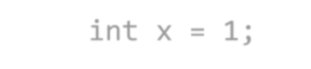 int x = 1;